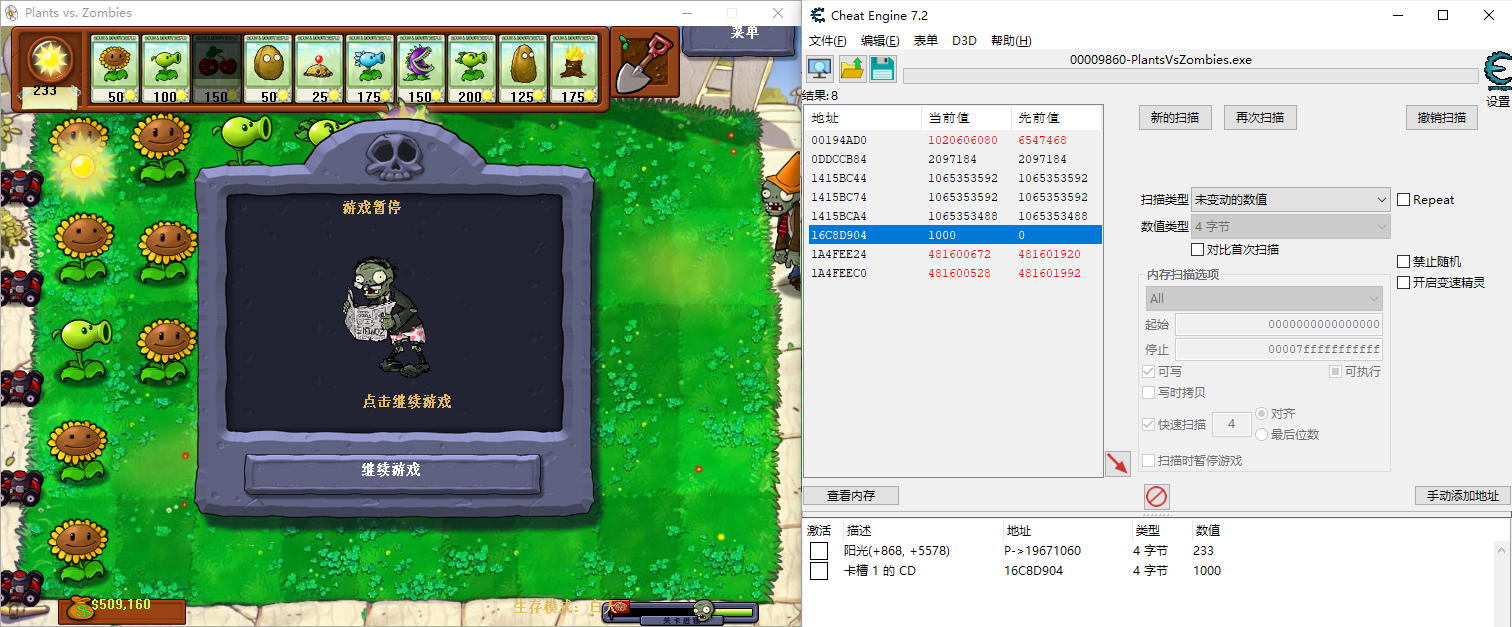 Plants vs. Zombies
菜单
233
50
100
150
50
25
175
150
200
125
175
游戏暂停
点击继续游戏
继续游戏
$509,160
生存模式：白天
Cheat Engine 7.2
文件(F) 编辑(E) 表单 D3D 帮助(H)
00009860-PlantsVsZombies.exe
设置
结果: 8
地址 当前值 先前值
00194AD0 1020606080 6547468
0DDCCB84 2097184 2097184
1415BC44 1065353592 1065353592
1415BC74 1065353592 1065353592
1415BCA4 1065353488 1065353488
16C8D904 1000 0
1A4FEE24 481600672 481601920
1A4FEEC0 481600528 481601992
新的扫描 再次扫描 撤销扫描
扫描类型 未变动的数值 Repeat
数值类型 4 字节
对比首次扫描
内存扫描选项
All
起始 0000000000000000
停止 00007fffffffffff
可写 可执行
写时拷贝
快速扫描 4 对齐
最后位数
扫描时暂停游戏
禁止随机
开启变速精灵
查看内存 手动添加地址
激活 描述 地址 类型 数值
阳光(+868, +5578) P->19671060 4 字节 233
卡槽 1 的 CD 16C8D904 4 字节 1000